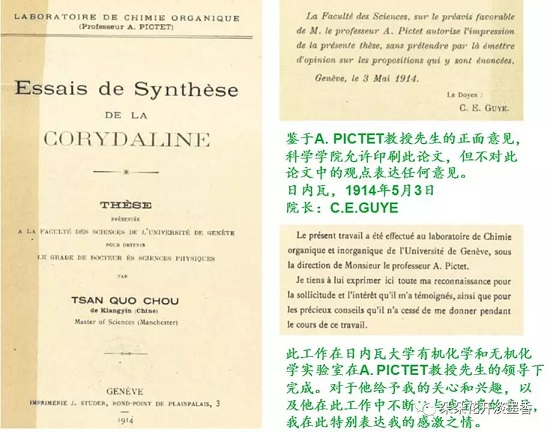 LABORATOIRE DE CHIMIE ORGANIQUE
(Professeur A. PICTET)
Essais de Synthèse
DE LA
CORYDALINE
THÈSE
PRÉSENTÉE
A LA FACULTÉ DES SCIENCES DE L'UNIVERSITÉ DE GENÈVE
POUR OBTENIR
LE GRADE DE DOCTEUR ÈS SCIENCES PHYSIQUES
PAR
TSAN QUO CHOU
de Kiangyin (Chine)
Master of Sciences (Manchester)
GENÈVE
IMPRIMERIE J. STUDER, ROND-POINT DE PLAINPALAIS, 3
1914
La Faculté des Sciences, sur le préavis favorable
de M. le professeur A. Pictet autorise l'impression
de la présente thèse, sans prétendre par là émettre
d'opinion sur les propositions qui y sont énoncées.
Genève, le 3 Mai 1914.
Le Doyen :
C. E. GUYE.
鉴于A. PICTET教授先生的正面意见，
科学学院允许印刷此论文，但不对此
论文中的观点表达任何意见。
日内瓦，1914年5月3日
院长：C.E.GUYE
Le présent travail a été effectué au laboratoire de Chimie
organique et inorganique de l'Université de Genève, sous
la direction de Monsieur le professeur A. Pictet.
Je tiens à lui exprimer ici toute ma reconnaissance pour
la sollicitude et l'intérêt qu'il m'a témoignés, ainsi que pour
les précieux conseils qu'il n'a cessé de me donner pendant
le cours de ce travail.
此工作在日内瓦大学有机化学和无机化
学实验室在A.PICTET教授先生的领导下
完成。对于他给予我的关心和兴趣，以
及他在此工作中不断
我在此特别表达我的感激之情。